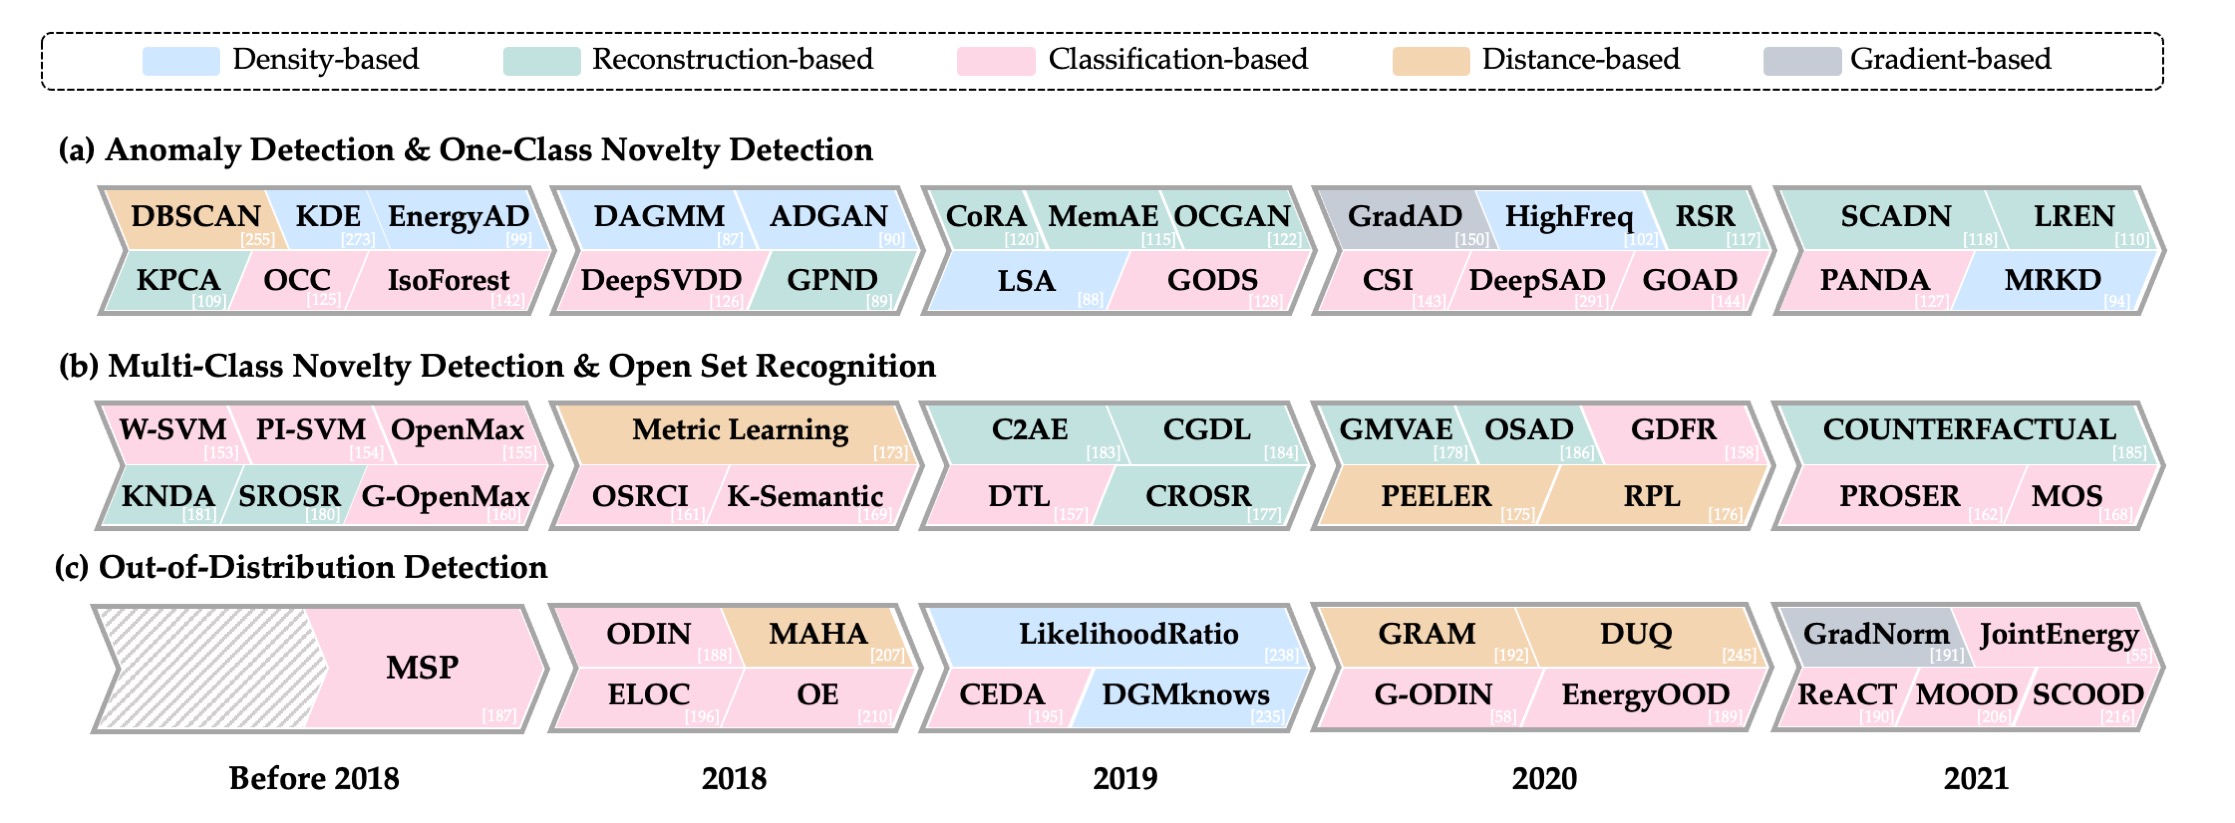 Density-based Reconstruction-based Classification-based Distance-based Gradient-based
(a) Anomaly Detection & One-Class Novelty Detection
DBSCAN [255] KDE [273] EnergyAD [99] DAGMM [87] ADGAN [90] CoRA [120] MemAE [115] OCGAN [122] GradAD [150] HighFreq [102] RSR [117] SCADN [118] LREN [110]
KPCA [109] OCC [125] IsoForest [142] DeepSVDD [126] GPND [89] LSA [88] GODS [128] CSI [143] DeepSAD [291] GOAD [144] PANDA [127] MRKD [94]
(b) Multi-Class Novelty Detection & Open Set Recognition
W-SVM [153] PI-SVM [154] OpenMax [155] Metric Learning [173] C2AE [183] CGDL [184] GMVAE [178] OSAD [186] GDFR [158] COUNTERFACTUAL [185]
KNDA [181] SROSR [180] G-OpenMax [160] OSRCI [161] K-Semantic [169] DTL [157] CROSR [177] PEELER [175] RPL [176] PROSER [162] MOS [168]
(c) Out-of-Distribution Detection
MSP [187] ODIN [188] MAHA [207] LikelihoodRatio [238] GRAM [192] DUQ [245] GradNorm [191] JointEnergy [55]
ELOC [196] OE [210] CEDA [195] DGMknows [235] G-ODIN [58] EnergyOOD [189] ReACT [190] MOOD [206] SCOOD [216]
Before 2018 2018 2019 2020 2021